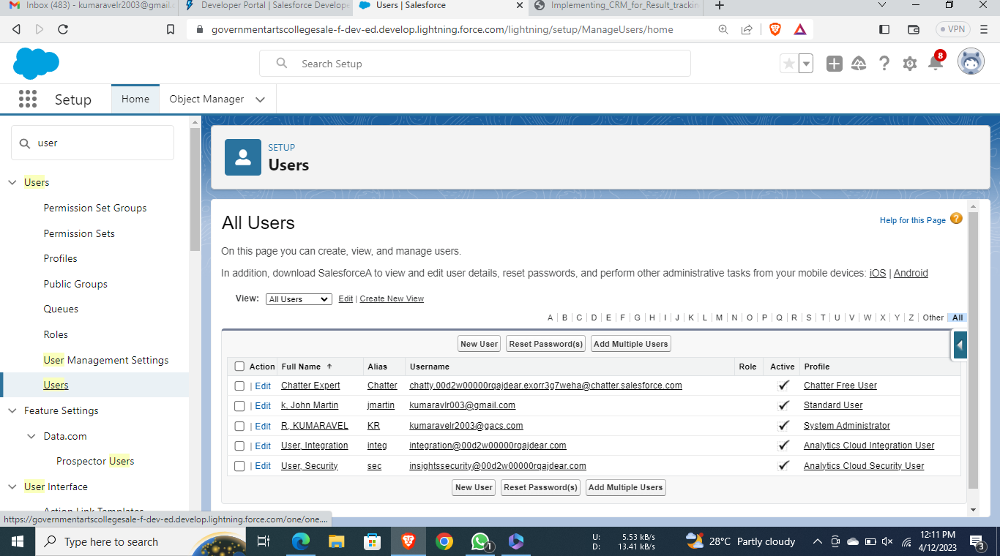 Inbox (483) - kumaravelr2003@gmail.c
Developer Portal | Salesforce Develope
Users | Salesforce
Implementing_CRM_for_Result_trackin
governmentartscollegesale-f-dev-ed.develop.lightning.force.com/lightning/setup/ManageUsers/home
VPN
Search Setup
8
Setup
Home
Object Manager
user
Users
Permission Set Groups
Permission Sets
Profiles
Public Groups
Queues
Roles
User Management Settings
Users
Feature Settings
Data.com
Prospector Users
User Interface
Action Link Templates
SETUP
Users
All Users
Help for this Page ?
On this page you can create, view, and manage users.
In addition, download SalesforceA to view and edit user details, reset passwords, and perform other administrative tasks from your mobile devices: iOS | Android
View: All Users Edit | Create New View
A | B | C | D | E | F | G | H | I | J | K | L | M | N | O | P | Q | R | S | T | U | V | W | X | Y | Z | Other | All
New User Reset Password(s) Add Multiple Users
Action Full Name Alias Username Role Active Profile
| Edit Chatter Expert Chatter chatty.00d2w00000rqajdear.exorr3g7weha@chatter.salesforce.com Chatter Free User
| Edit k, John Martin jmartin kumaravlr003@gmail.com Standard User
| Edit R, KUMARAVEL KR kumaravelr2003@gacs.com System Administrator
| Edit User, Integration integ integration@00d2w00000rqajdear.com Analytics Cloud Integration User
| Edit User, Security sec insightssecurity@00d2w00000rqajdear.com Analytics Cloud Security User
New User Reset Password(s) Add Multiple Users
https://governmentartscollegesale-f-dev-ed.develop.lightning.force.com/one/one....
Type here to search
1
U: 5.53 kB/s
D: 13.41 kB/s
28°C Partly cloudy
12:11 PM
4/12/2023
3